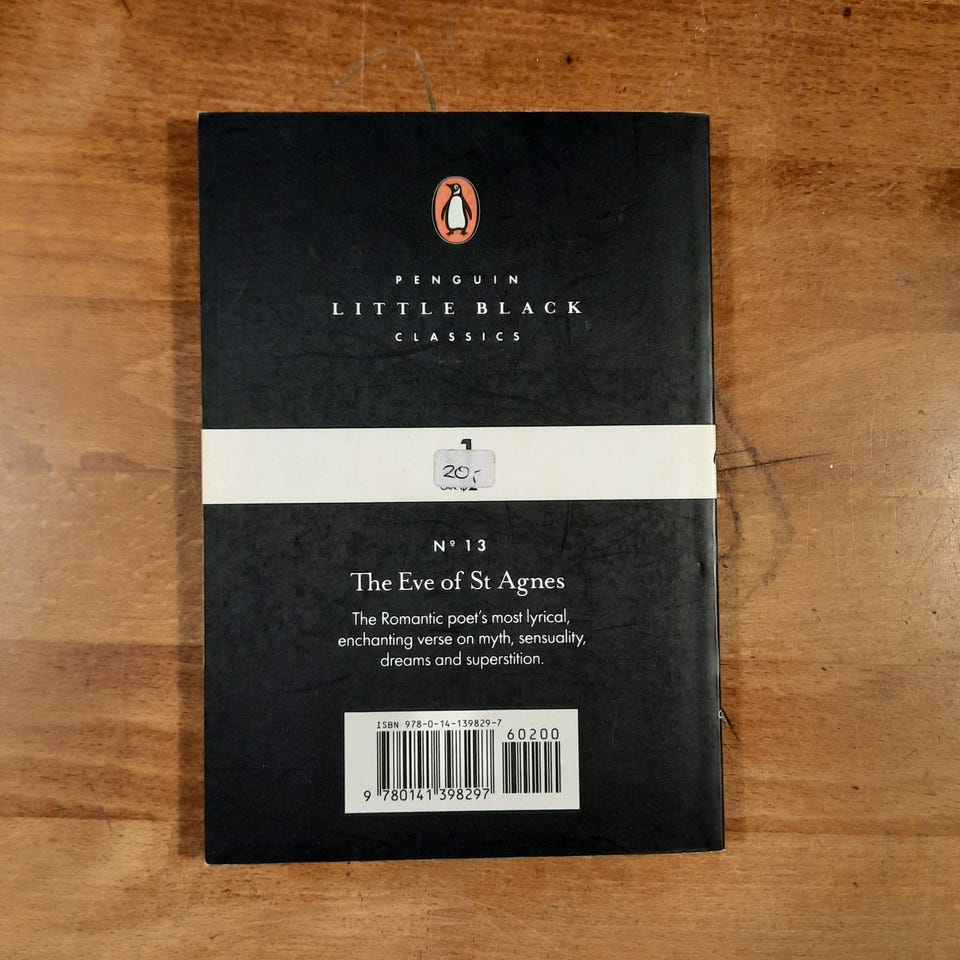 PENGUIN
LITTLE BLACK
CLASSICS
20,-
Nº 13
The Eve of St Agnes
The Romantic poet's most lyrical,
enchanting verse on myth, sensuality,
dreams and superstition.
ISBN 978-0-14-139829-7
60200
9 780141 398297